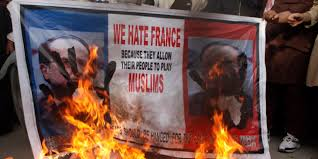 WE HATE FRANCE
BECAUSE THEY ALLOW
THEIR PEOPLE TO PLAY
MUSLIMS